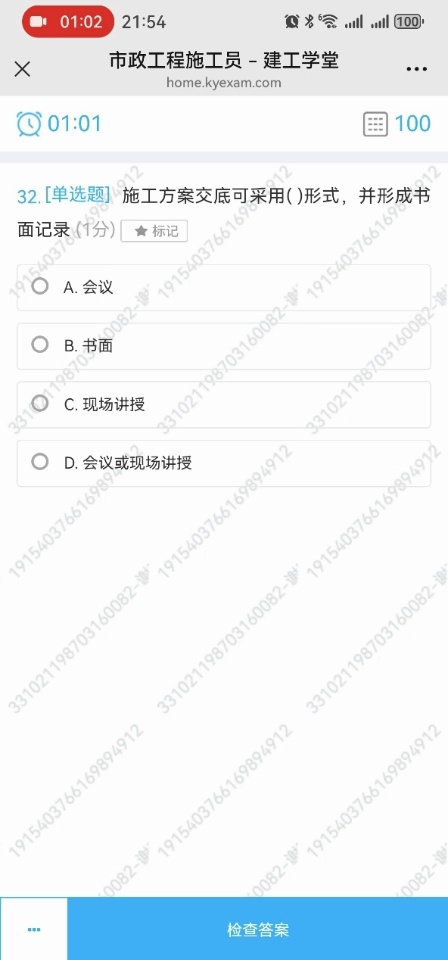 01:02 21:54 6 100
市政工程施工员 - 建工学堂
home.kyexam.com
01:01 100
32.[单选题] 施工方案交底可采用( )形式，并形成书
面记录 (1分) ★ 标记
A. 会议
B. 书面
C. 现场讲授
D. 会议或现场讲授
检查答案
1915403766169894912
331021198703160082